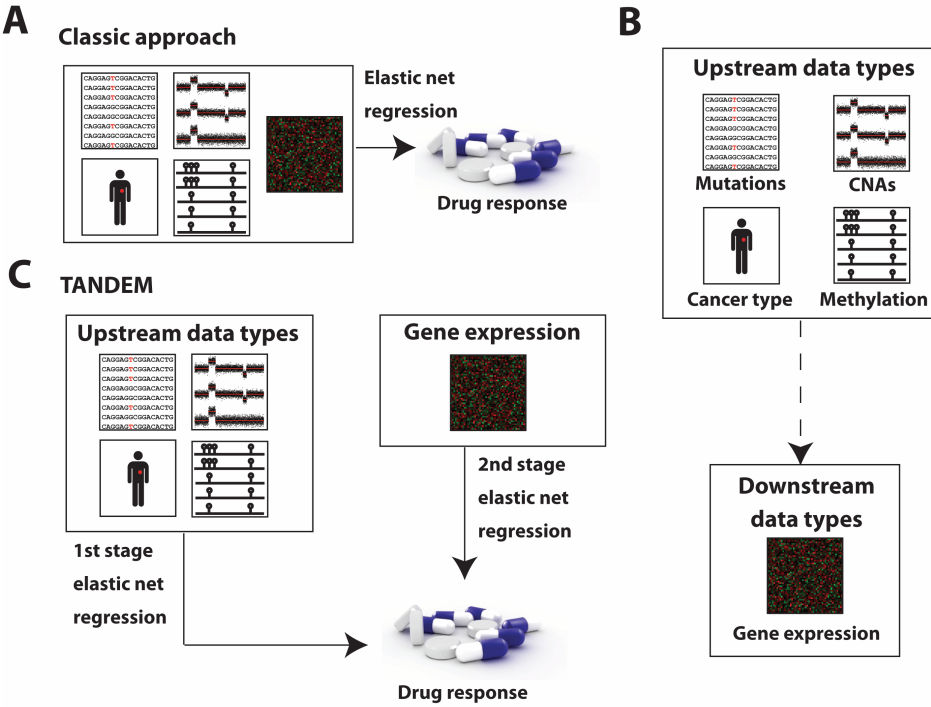 A
Classic approach
CAGGAGTCGGACACTG
CAGGAGTCGGACACTG
CAGGAGTCGGACACTG
CAGGAGGCGGACACTG
CAGGAGGCGGACACTG
CAGGAGTCGGACACTG
CAGGAGGCGGACACTG
CAGGAGTCGGACACTG
Elastic net
regression
Drug response
B
Upstream data types
CAGGAGTCGGACACTG
CAGGAGTCGGACACTG
CAGGAGTCGGACACTG
CAGGAGGCGGACACTG
CAGGAGGCGGACACTG
CAGGAGTCGGACACTG
CAGGAGGCGGACACTG
CAGGAGTCGGACACTG
Mutations
CNAs
Cancer type
Methylation
Downstream
data types
Gene expression
C
TANDEM
Upstream data types
CAGGAGTCGGACACTG
CAGGAGTCGGACACTG
CAGGAGTCGGACACTG
CAGGAGGCGGACACTG
CAGGAGGCGGACACTG
CAGGAGTCGGACACTG
CAGGAGGCGGACACTG
CAGGAGTCGGACACTG
1st stage
elastic net
regression
Gene expression
2nd stage
elastic net
regression
Drug response